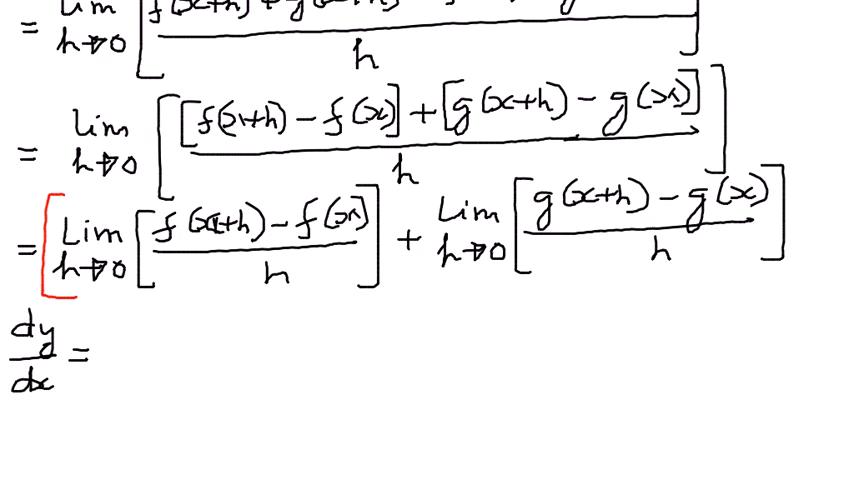 = lim h→0 [ f(x+h) + g(x+h) / h ]
= lim h→0 [ [f(x+h) - f(x)] + [g(x+h) - g(x)] / h ]
= [ Lim h→0 [ f(x+h) - f(x) / h ] + Lim h→0 [ g(x+h) - g(x) / h ]
dy/dx =